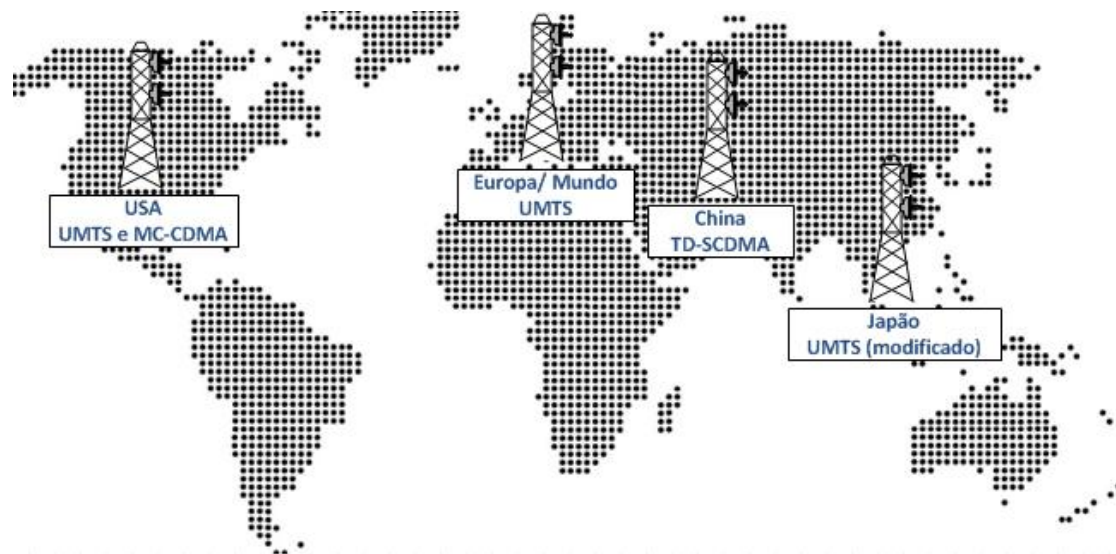 USA
UMTS e MC-CDMA
Europa/ Mundo
UMTS
China
TD-SCDMA
Japão
UMTS (modificado)